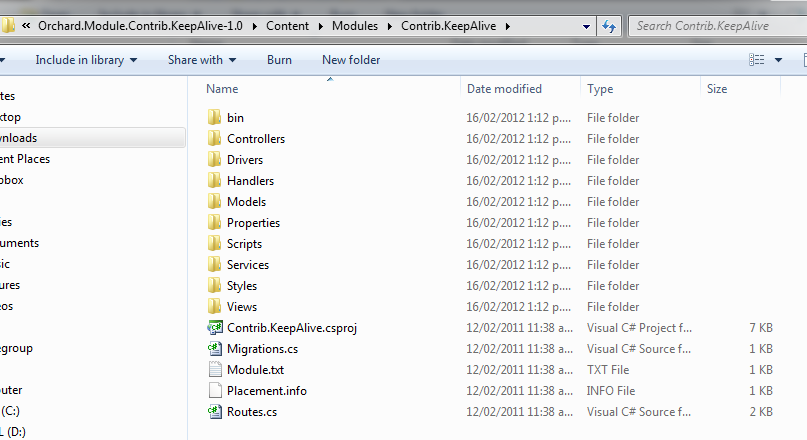 « Orchard.Module.Contrib.KeepAlive-1.0 Content Modules Contrib.KeepAlive Search Contrib.KeepAlive
Include in library Share with Burn New folder
Name Date modified Type Size
tes
ktop
wnloads
ent Places
pbox
ies
uments
sic
ures
eos
egroup
uter
(C:)
L (D:)
bin 16/02/2012 1:12 p.... File folder
Controllers 16/02/2012 1:12 p.... File folder
Drivers 16/02/2012 1:12 p.... File folder
Handlers 16/02/2012 1:12 p.... File folder
Models 16/02/2012 1:12 p.... File folder
Properties 16/02/2012 1:12 p.... File folder
Scripts 16/02/2012 1:12 p.... File folder
Services 16/02/2012 1:12 p.... File folder
Styles 16/02/2012 1:12 p.... File folder
Views 16/02/2012 1:12 p.... File folder
Contrib.KeepAlive.csproj 12/02/2011 11:38 a... Visual C# Project f... 7 KB
Migrations.cs 12/02/2011 11:38 a... Visual C# Source f... 1 KB
Module.txt 12/02/2011 11:38 a... TXT File 1 KB
Placement.info 12/02/2011 11:38 a... INFO File 1 KB
Routes.cs 12/02/2011 11:38 a... Visual C# Source f... 2 KB